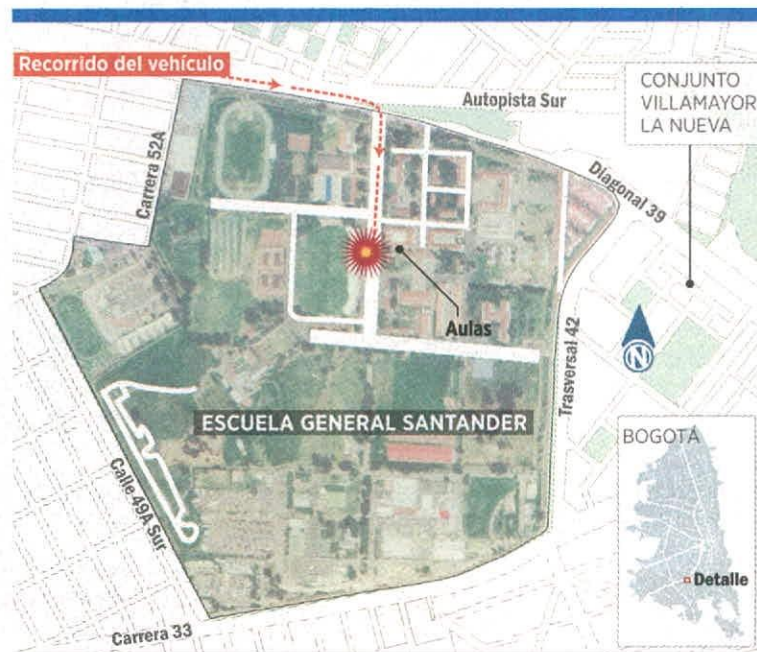 Recorrido del vehículo
Autopista Sur
CONJUNTO
VILLAMAYOR
LA NUEVA
Carrera 52A
Diagonal 39
Aulas
Trasversal 42
N
ESCUELA GENERAL SANTANDER
BOGOTÁ
Calle 49A Sur
Detalle
Carrera 33